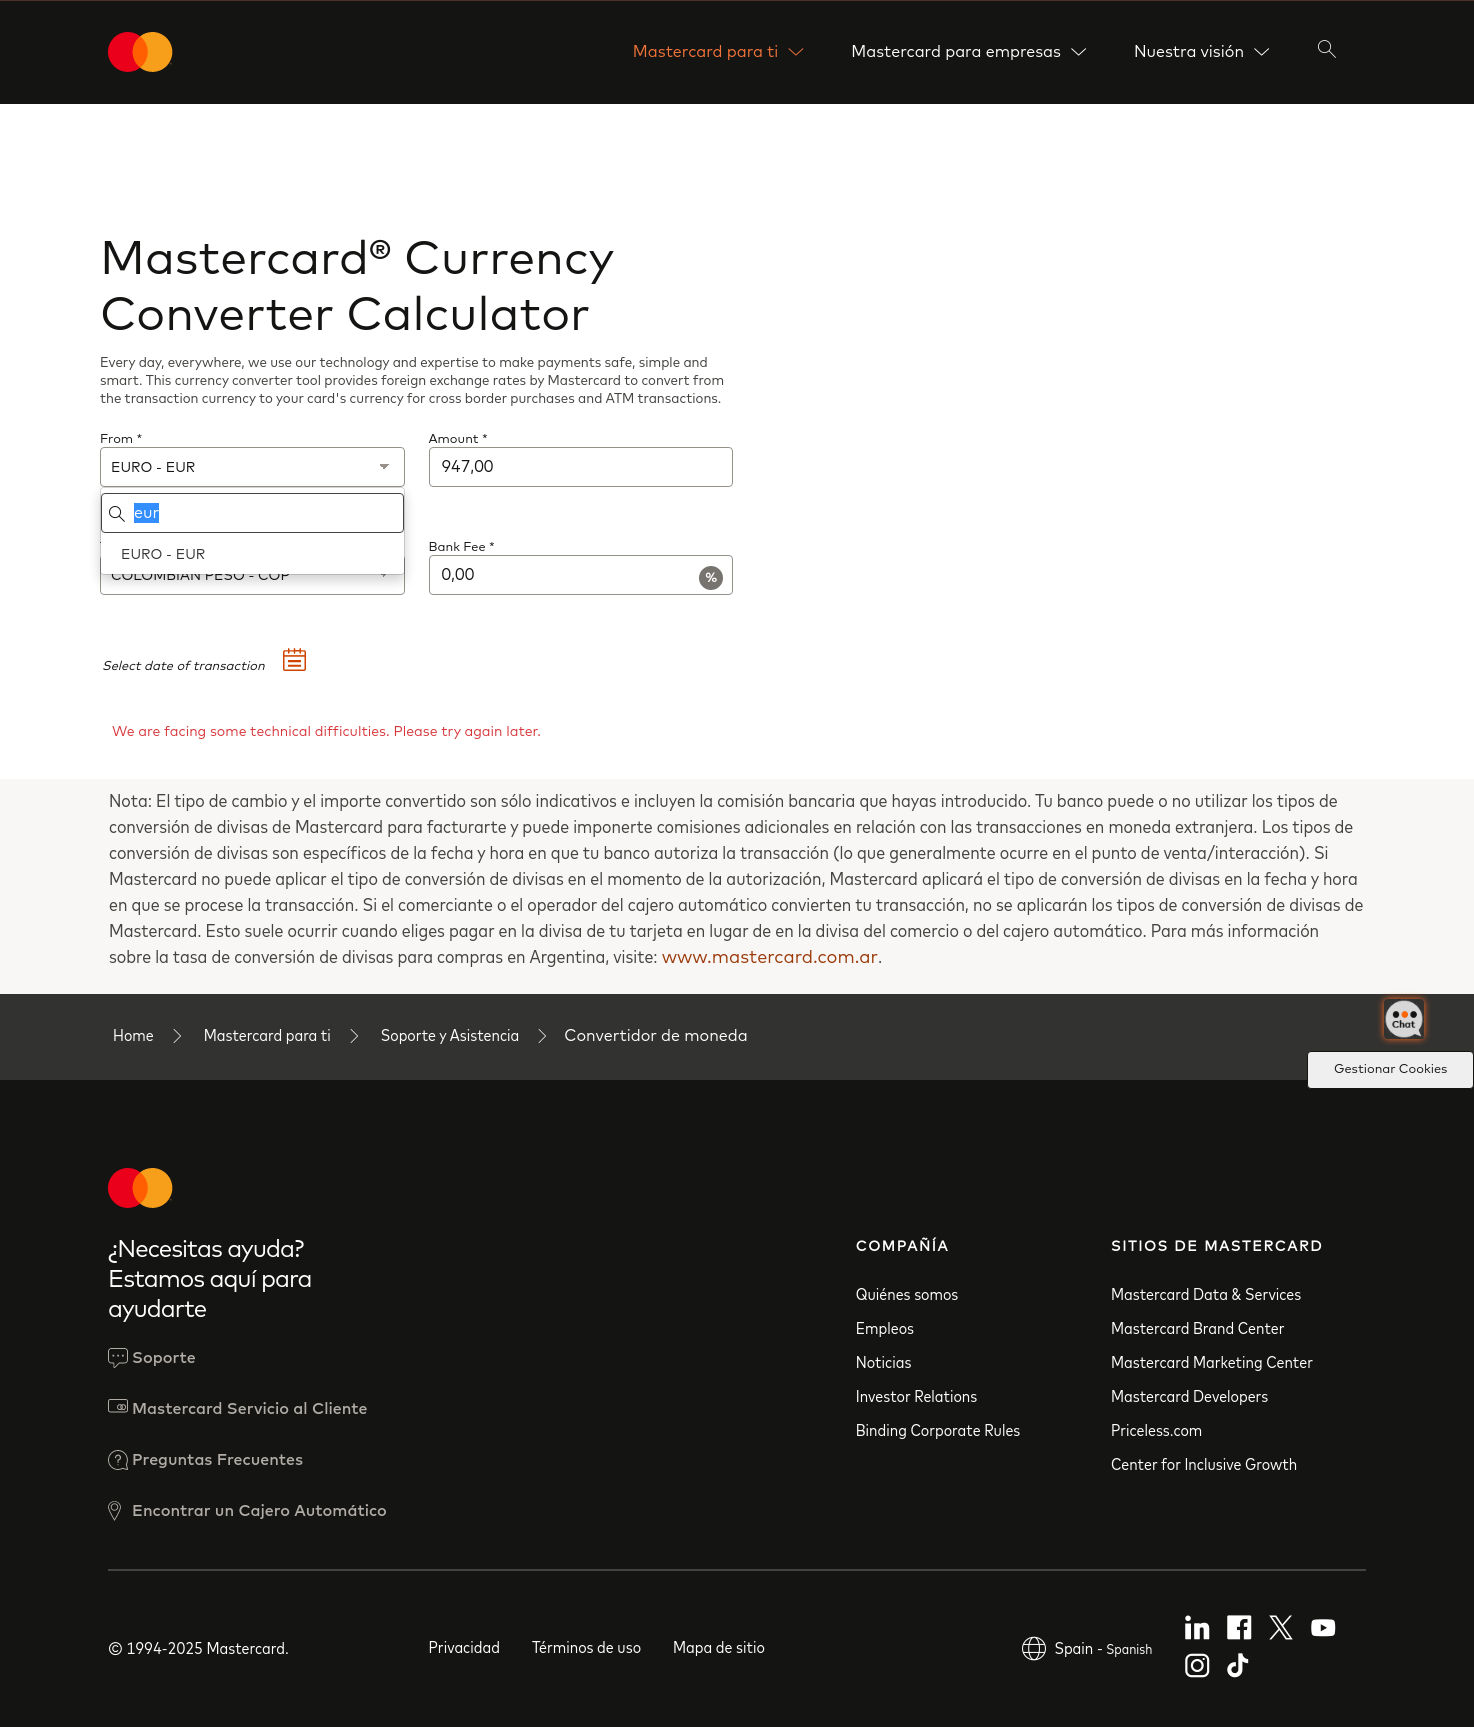 Mastercard para ti
Mastercard para empresas
Nuestra visión
Mastercard® Currency
Converter Calculator
Every day, everywhere, we use our technology and expertise to make payments safe, simple and
smart. This currency converter tool provides foreign exchange rates by Mastercard to convert from
the transaction currency to your card's currency for cross border purchases and ATM transactions.
From *
Amount *
EURO - EUR
947,00
eur
EURO - EUR
Bank Fee *
COLOMBIAN PESO - COP
0,00
%
Select date of transaction
We are facing some technical difficulties. Please try again later.
Nota: El tipo de cambio y el importe convertido son sólo indicativos e incluyen la comisión bancaria que hayas introducido. Tu banco puede o no utilizar los tipos de
conversión de divisas de Mastercard para facturarte y puede imponerte comisiones adicionales en relación con las transacciones en moneda extranjera. Los tipos de
conversión de divisas son específicos de la fecha y hora en que tu banco autoriza la transacción (lo que generalmente ocurre en el punto de venta/interacción). Si
Mastercard no puede aplicar el tipo de conversión de divisas en el momento de la autorización, Mastercard aplicará el tipo de conversión de divisas en la fecha y hora
en que se procese la transacción. Si el comerciante o el operador del cajero automático convierten tu transacción, no se aplicarán los tipos de conversión de divisas de
Mastercard. Esto suele ocurrir cuando eliges pagar en la divisa de tu tarjeta en lugar de en la divisa del comercio o del cajero automático. Para más información
sobre la tasa de conversión de divisas para compras en Argentina, visite: www.mastercard.com.ar.
Home
Mastercard para ti
Soporte y Asistencia
Convertidor de moneda
Chat
Gestionar Cookies
¿Necesitas ayuda?
Estamos aquí para
ayudarte
Soporte
Mastercard Servicio al Cliente
Preguntas Frecuentes
Encontrar un Cajero Automático
COMPAÑÍA
Quiénes somos
Empleos
Noticias
Investor Relations
Binding Corporate Rules
SITIOS DE MASTERCARD
Mastercard Data & Services
Mastercard Brand Center
Mastercard Marketing Center
Mastercard Developers
Priceless.com
Center for Inclusive Growth
© 1994-2025 Mastercard.
Privacidad
Términos de uso
Mapa de sitio
Spain - Spanish